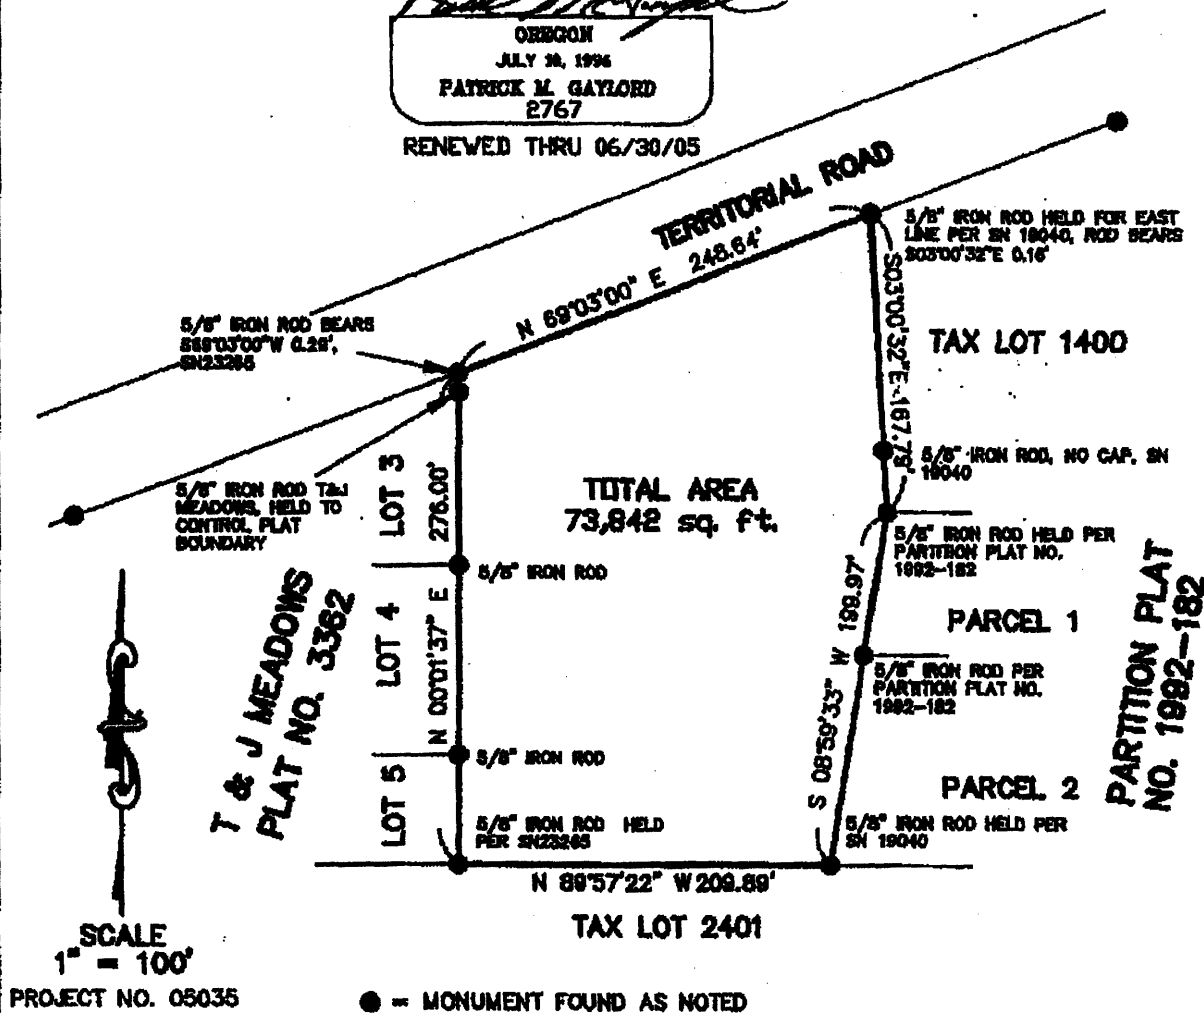 OREGON
JULY 16, 1996
PATRICK M. GAYLORD
2767
RENEWED THRU 06/30/05
TERRITORIAL ROAD
N 69°03'00" E 248.64'
5/8" IRON ROD HELD FOR EAST
LINE PER SN 19040, ROD BEARS
S03°00'32"E 0.16'
5/8" IRON ROD BEARS
S69°03'00"W 0.29',
SN23265
S03°00'32"E 167.79'
TAX LOT 1400
5/8" IRON ROD, NO CAP, SN
19040
5/8" IRON ROD T&J
MEADOWS, HELD TO
CONTROL PLAT
BOUNDARY
LOT 3
276.00'
TOTAL AREA
73,842 sq. ft.
5/8" IRON ROD HELD PER
PARTITION PLAT NO.
1992-182
5/8" IRON ROD
T & J MEADOWS
PLAT NO. 3362
LOT 4
N 00°01'37" E
S 08°59'33" W 199.97'
PARCEL 1
5/8" IRON ROD PER
PARTITION PLAT NO.
1992-182
PARTITION PLAT
NO. 1992-182
5/8" IRON ROD
LOT 5
PARCEL 2
5/8" IRON ROD HELD
PER SN23265
5/8" IRON ROD HELD PER
SN 19040
N 89°57'22" W 209.89'
TAX LOT 2401
SCALE
1" = 100'
PROJECT NO. 05035
= MONUMENT FOUND AS NOTED